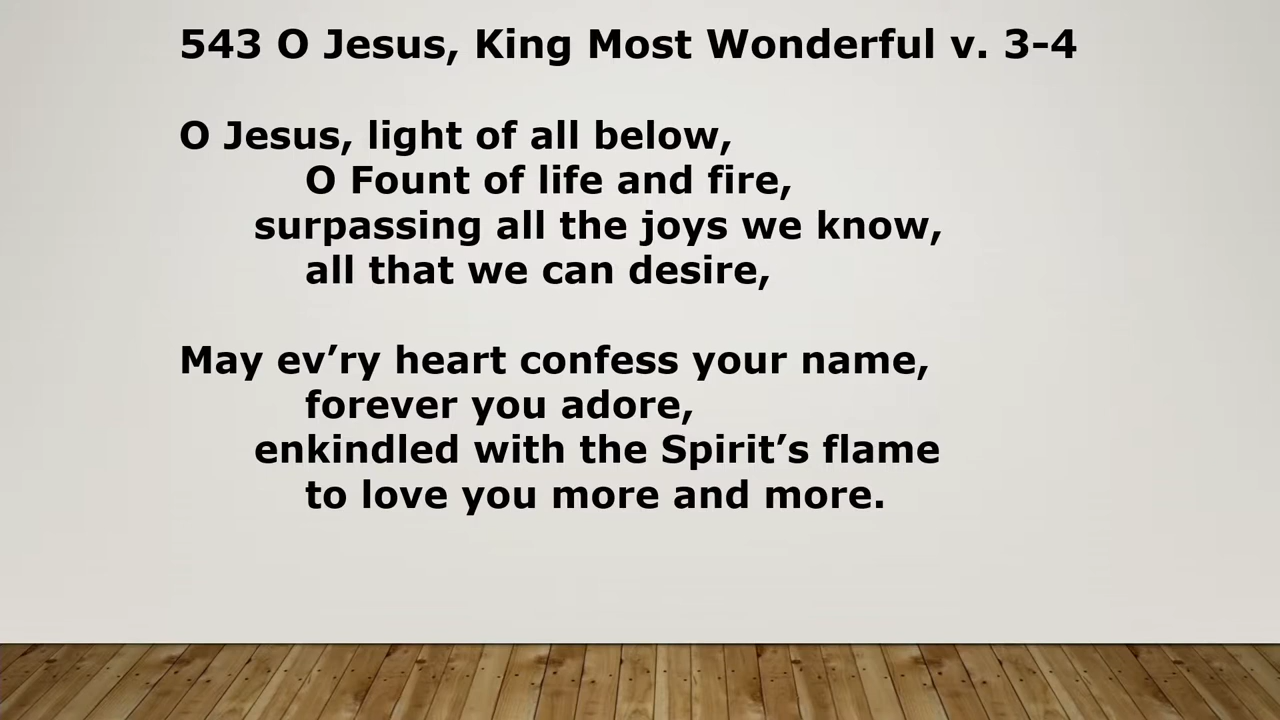 543 O Jesus, King Most Wonderful v. 3-4
O Jesus, light of all below,
O Fount of life and fire,
surpassing all the joys we know,
all that we can desire,
May ev’ry heart confess your name,
forever you adore,
enkindled with the Spirit’s flame
to love you more and more.